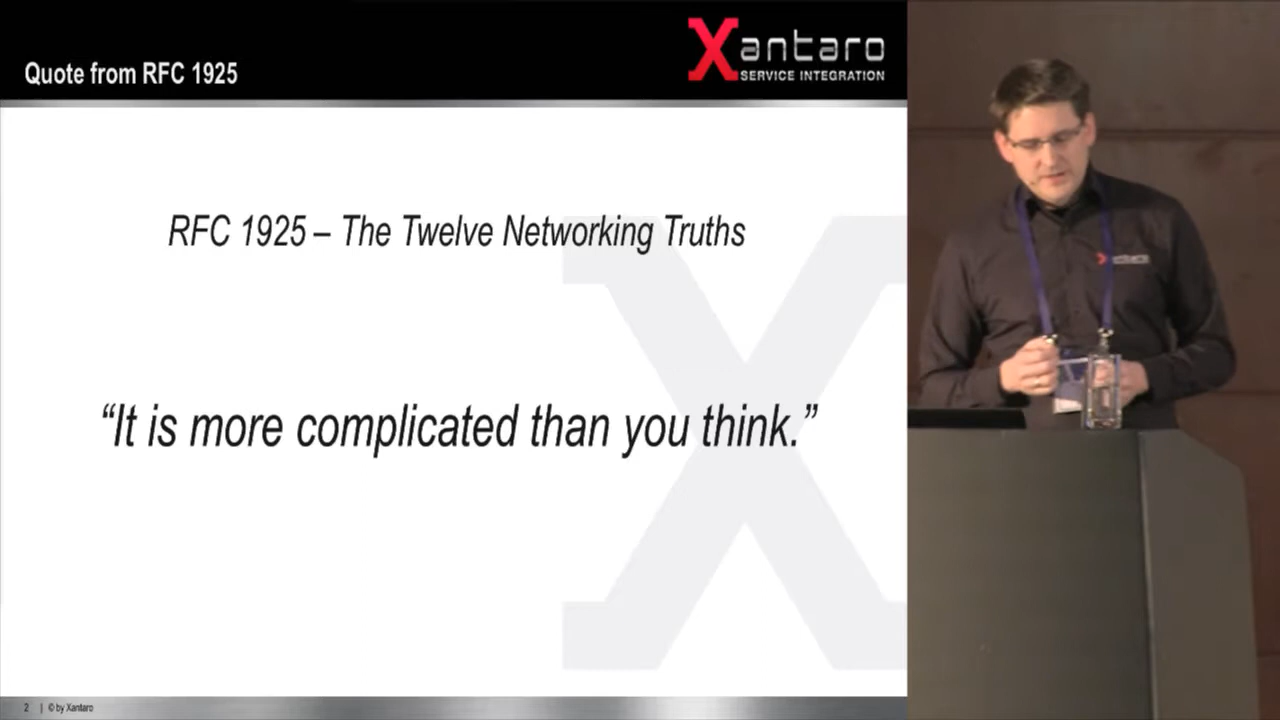 Quote from RFC 1925
Xantaro
SERVICE INTEGRATION
RFC 1925 – The Twelve Networking Truths
“It is more complicated than you think.”
2 | © by Xantaro
xantaro